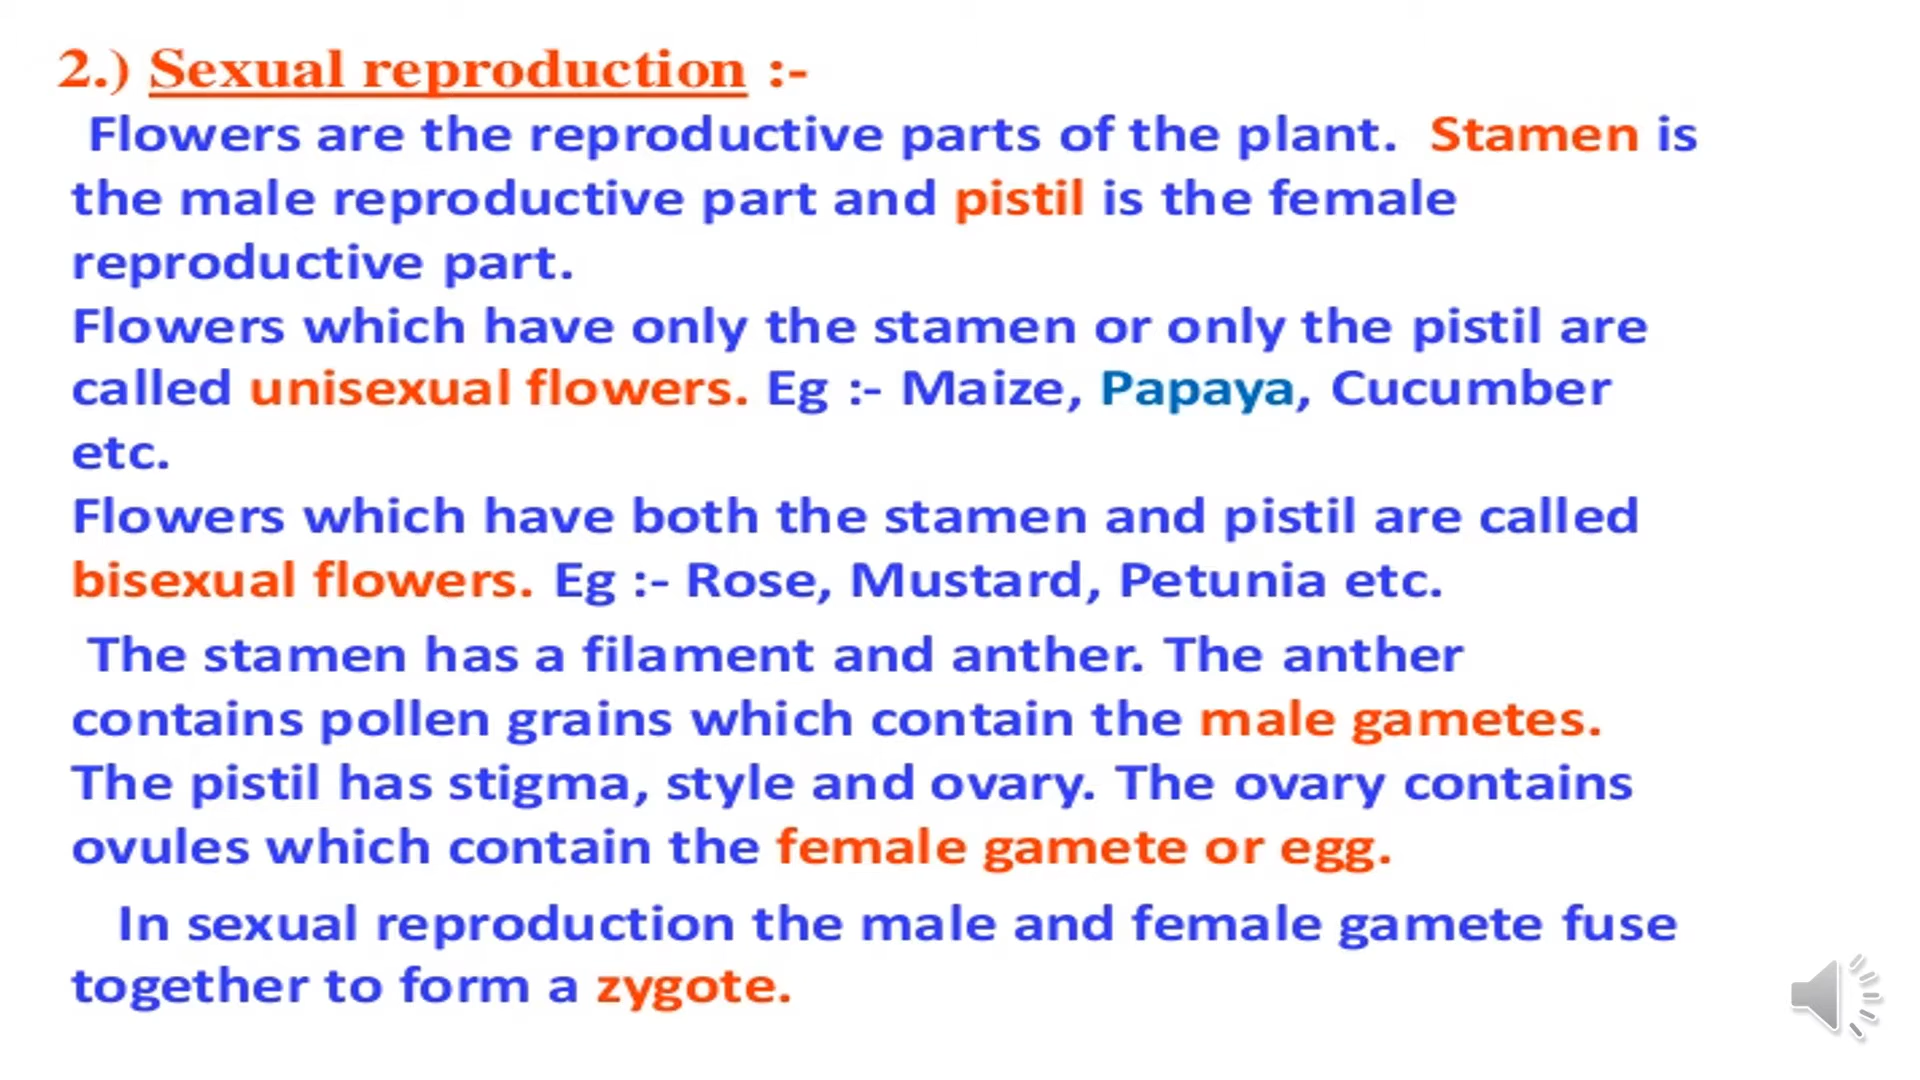 2.) Sexual reproduction :-
Flowers are the reproductive parts of the plant. Stamen is
the male reproductive part and pistil is the female
reproductive part.
Flowers which have only the stamen or only the pistil are
called unisexual flowers. Eg :- Maize, Papaya, Cucumber
etc.
Flowers which have both the stamen and pistil are called
bisexual flowers. Eg :- Rose, Mustard, Petunia etc.
The stamen has a filament and anther. The anther
contains pollen grains which contain the male gametes.
The pistil has stigma, style and ovary. The ovary contains
ovules which contain the female gamete or egg.
In sexual reproduction the male and female gamete fuse
together to form a zygote.